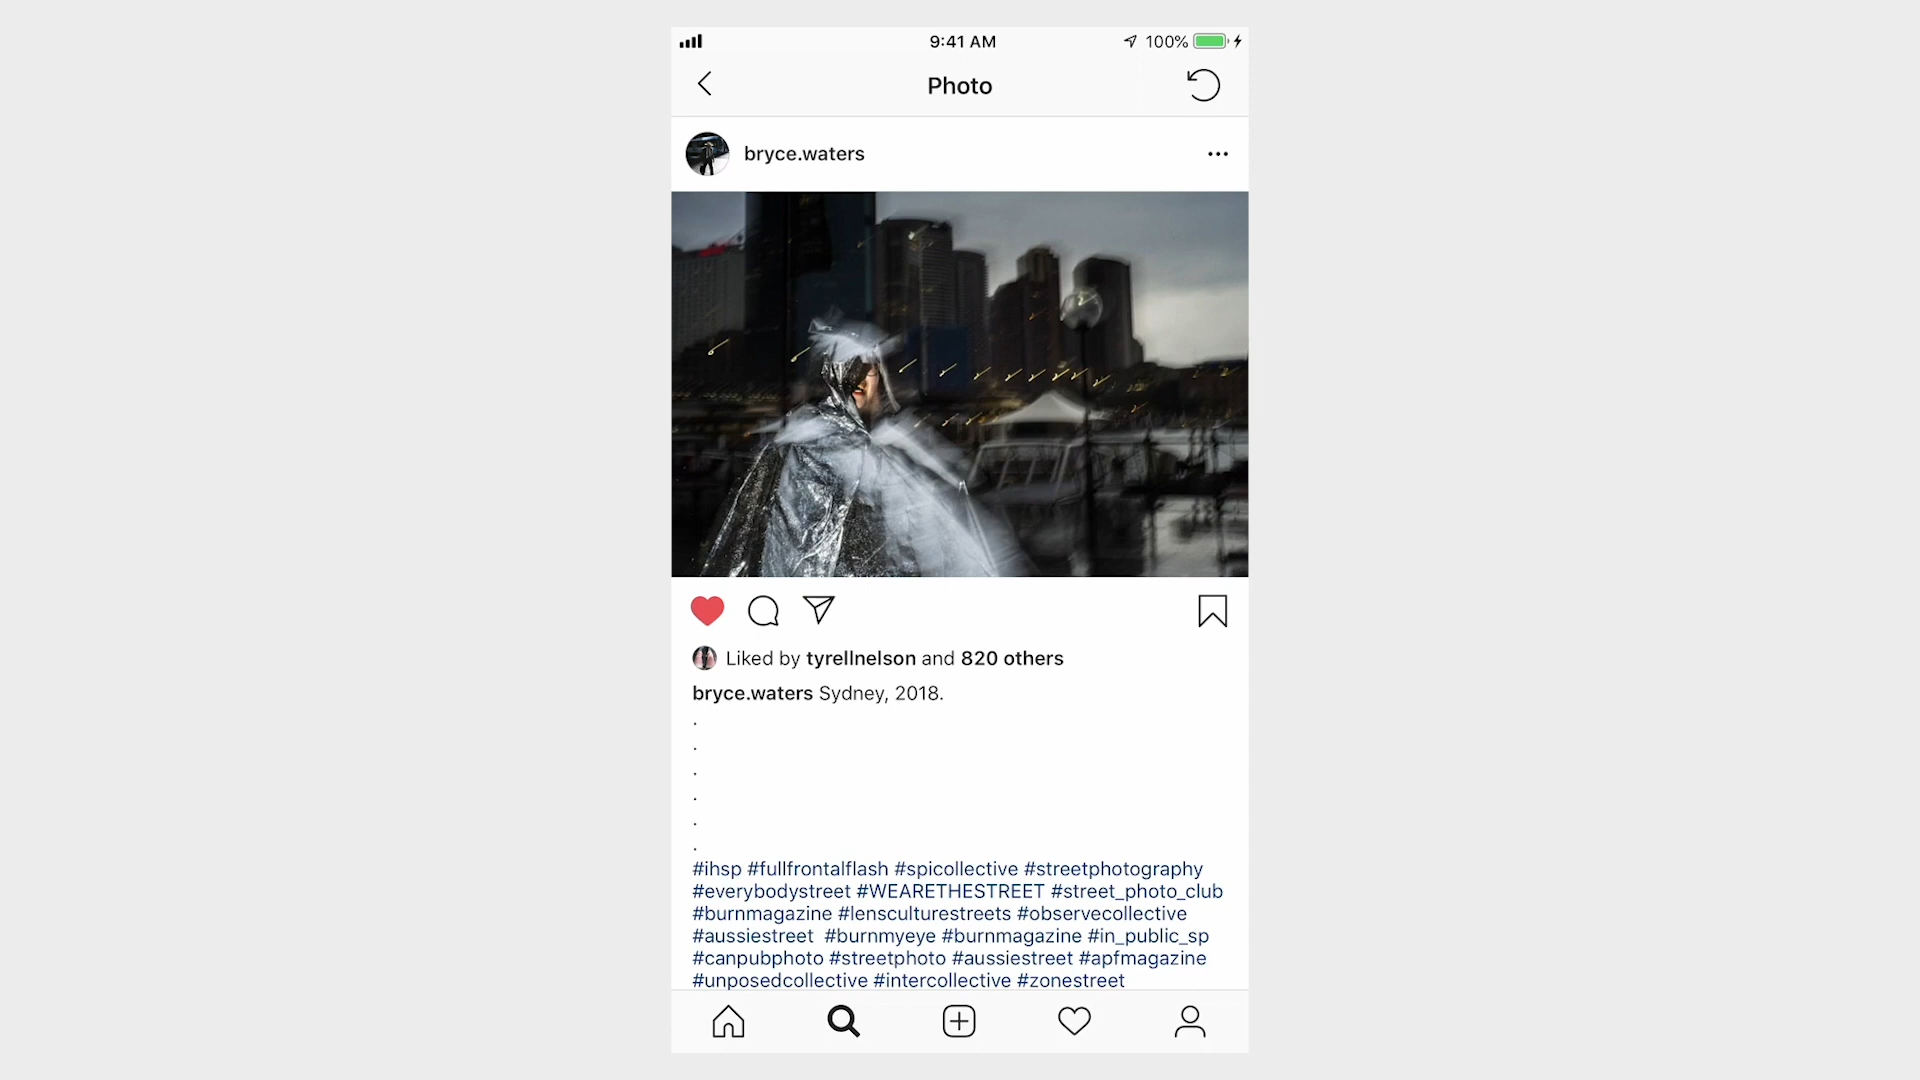 9:41 AM
100%
Photo
bryce.waters
Liked by tyrellnelson and 820 others
bryce.waters Sydney, 2018.
.
.
.
.
.
.
#ihsp #fullfrontalflash #spicollective #streetphotography
#everybodystreet #WEARETHESTREET #street_photo_club
#burnmagazine #lensculturestreets #observecollective
#aussiestreet #burnmyeye #burnmagazine #in_public_sp
#canpubphoto #streetphoto #aussiestreet #apfmagazine
#unposedcollective #intercollective #zonestreet